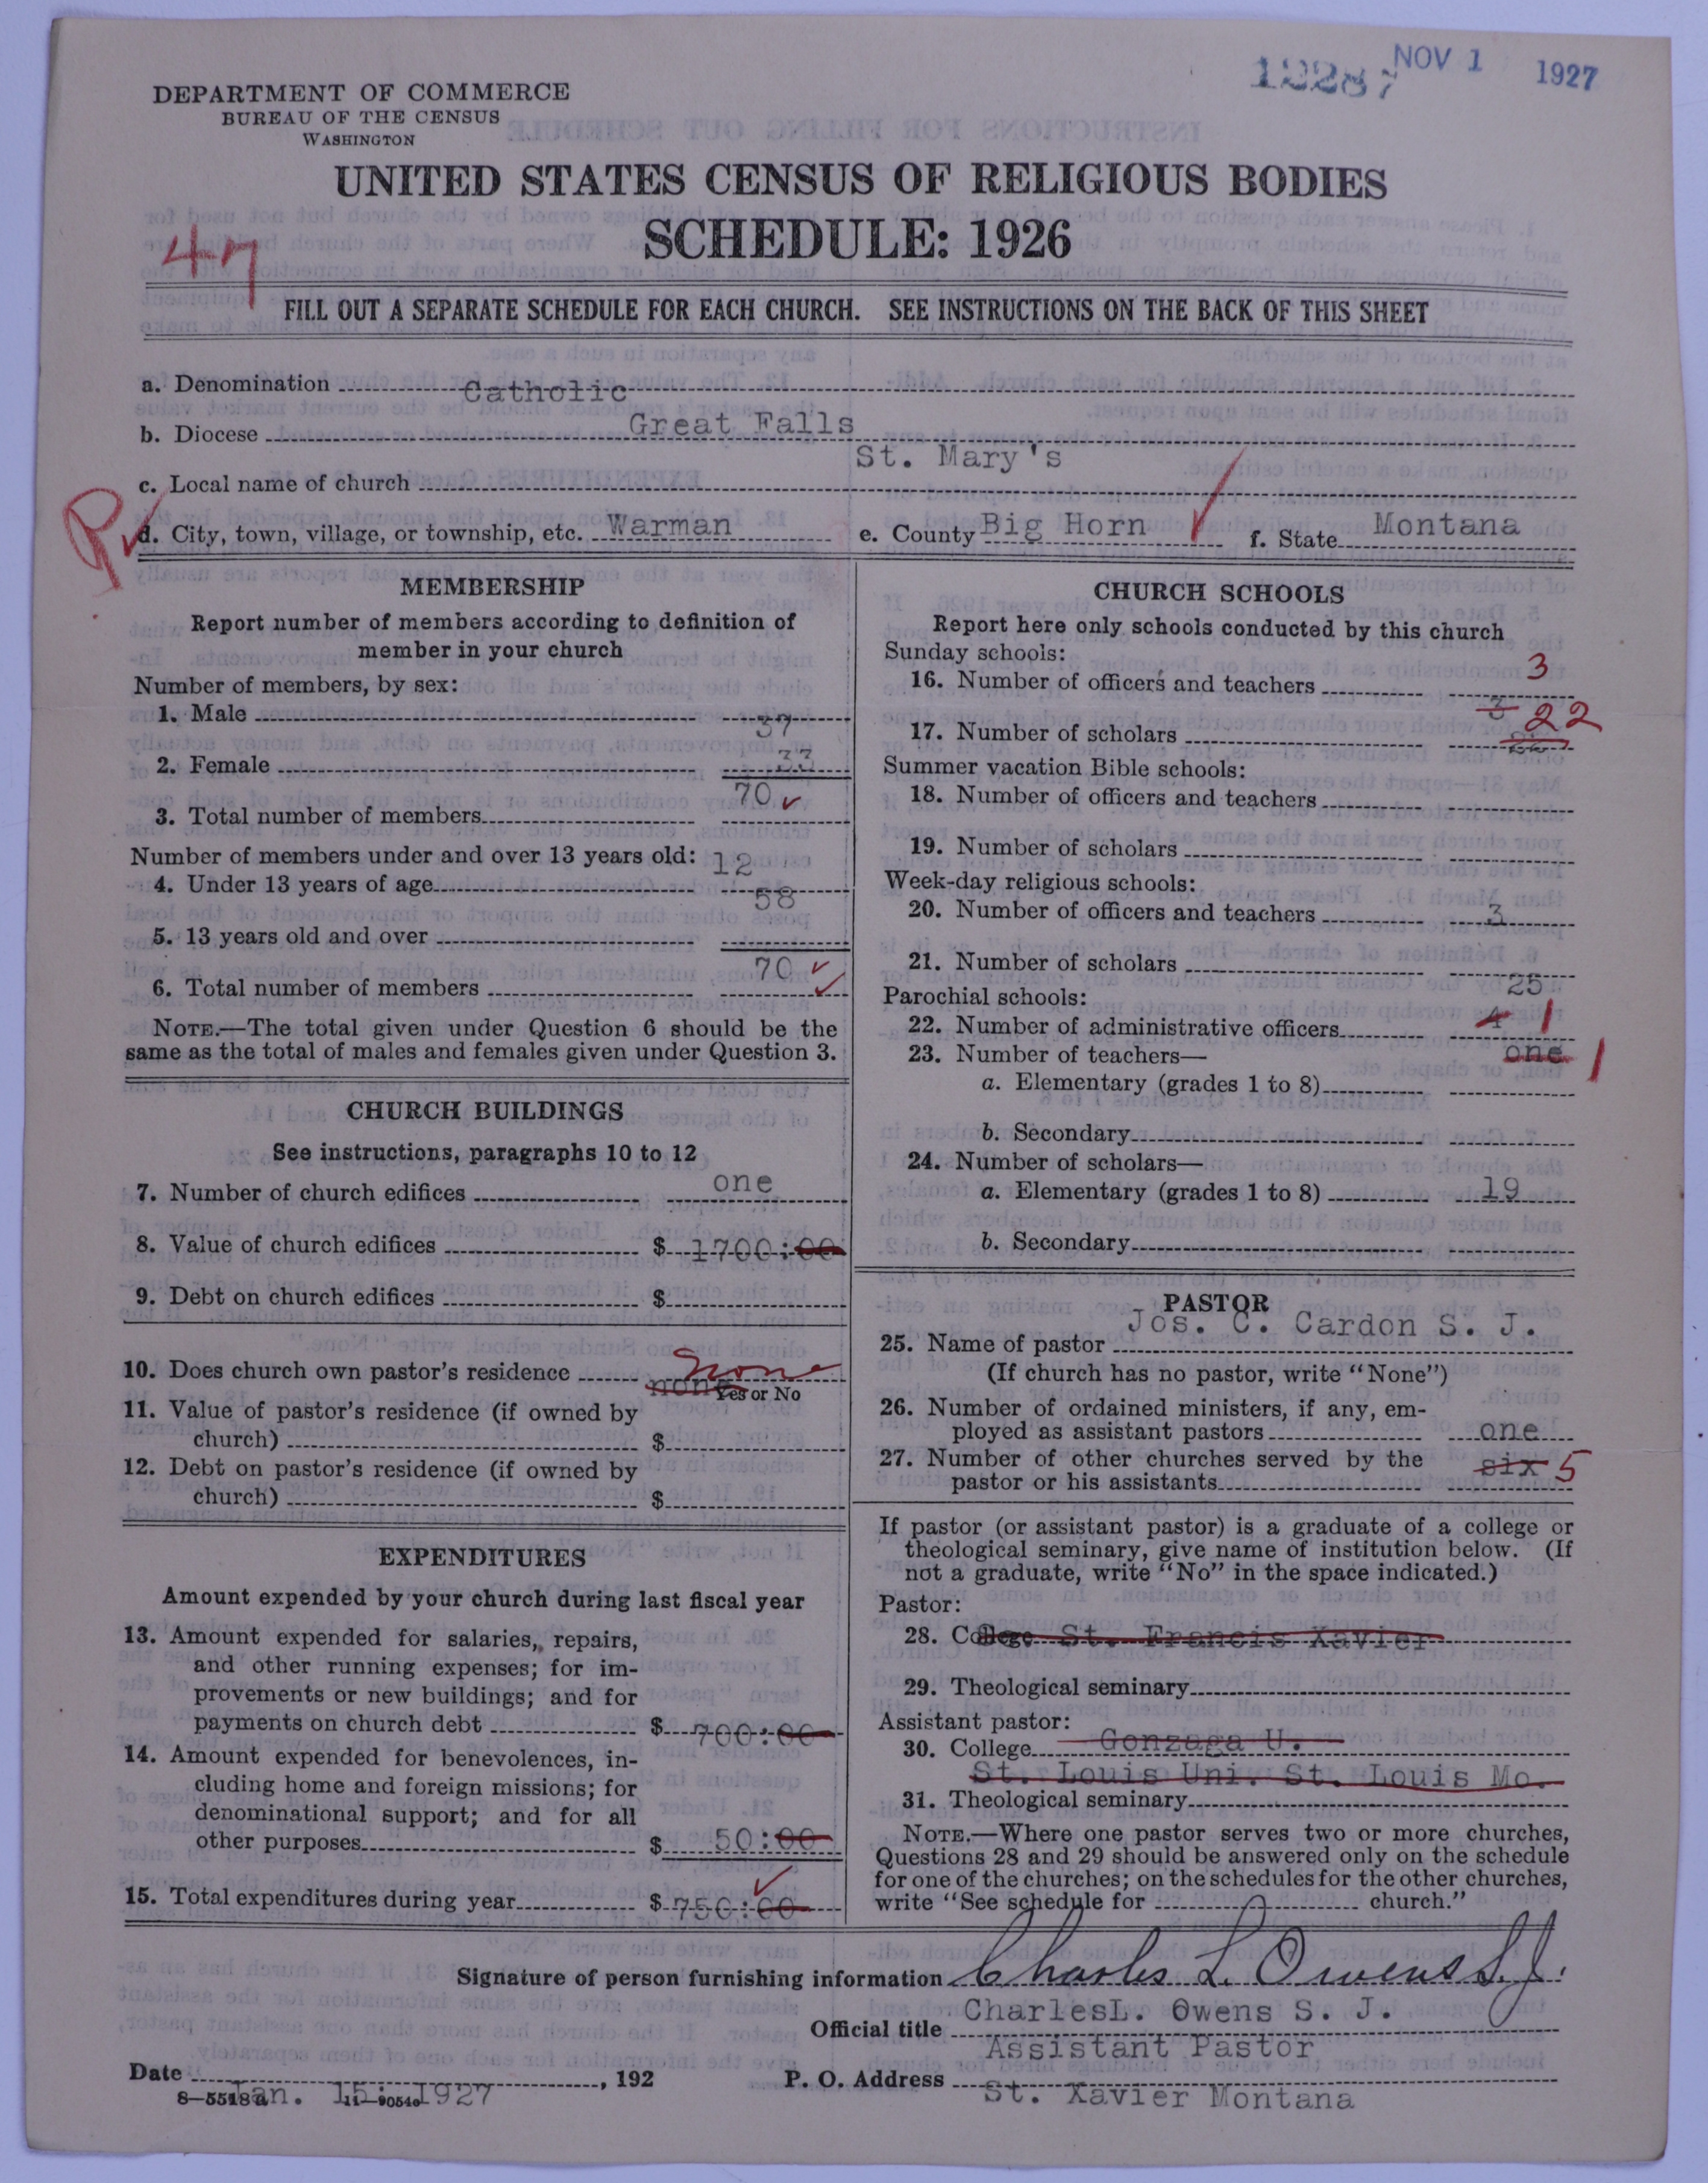 12287 NOV 1 1927
DEPARTMENT OF COMMERCE
BUREAU OF THE CENSUS
WASHINGTON
UNITED STATES CENSUS OF RELIGIOUS BODIES
SCHEDULE: 1926
47
FILL OUT A SEPARATE SCHEDULE FOR EACH CHURCH. SEE INSTRUCTIONS ON THE BACK OF THIS SHEET
a. Denomination Catholic
b. Diocese Great Falls
c. Local name of church St. Mary's
R
d. City, town, village, or township, etc. Warman e. County Big Horn f. State Montana
MEMBERSHIP
Report number of members according to definition of
member in your church
Number of members, by sex:
1. Male 37
2. Female 33
3. Total number of members 70
Number of members under and over 13 years old:
4. Under 13 years of age 12
5. 13 years old and over 58
6. Total number of members 70
NOTE.—The total given under Question 6 should be the
same as the total of males and females given under Question 3.
CHURCH BUILDINGS
See instructions, paragraphs 10 to 12
7. Number of church edifices one
8. Value of church edifices $ 1700:00
9. Debt on church edifices $
10. Does church own pastor's residence none
none Yes or No
11. Value of pastor's residence (if owned by
church) $
12. Debt on pastor's residence (if owned by
church) $
EXPENDITURES
Amount expended by your church during last fiscal year
13. Amount expended for salaries, repairs,
and other running expenses; for im-
provements or new buildings; and for
payments on church debt $ 700:00
14. Amount expended for benevolences, in-
cluding home and foreign missions; for
denominational support; and for all
other purposes $ 50:00
15. Total expenditures during year $ 750:00
CHURCH SCHOOLS
Report here only schools conducted by this church
Sunday schools:
16. Number of officers and teachers 3
3
17. Number of scholars 22
Summer vacation Bible schools:
18. Number of officers and teachers
19. Number of scholars
Week-day religious schools:
20. Number of officers and teachers 3
21. Number of scholars 25
Parochial schools:
22. Number of administrative officers 4 1
23. Number of teachers— one 1
a. Elementary (grades 1 to 8)
b. Secondary
24. Number of scholars—
a. Elementary (grades 1 to 8) 19
b. Secondary
PASTOR
25. Name of pastor Jos. C. Cardon S. J.
(If church has no pastor, write "None")
26. Number of ordained ministers, if any, em-
ployed as assistant pastors one
27. Number of other churches served by the
pastor or his assistants six 5
If pastor (or assistant pastor) is a graduate of a college or
theological seminary, give name of institution below. (If
not a graduate, write "No" in the space indicated.)
Pastor:
28. College St. Francis Xavier
29. Theological seminary
Assistant pastor:
30. College Gonzaga U.
St. Louis Uni. St. Louis Mo.
31. Theological seminary
NOTE.—Where one pastor serves two or more churches,
Questions 28 and 29 should be answered only on the schedule
for one of the churches; on the schedules for the other churches,
write "See schedule for church."
Signature of person furnishing information Charles L. Owens S.J.
CharlesL. Owens S. J.
Official title Assistant Pastor
Date Jan. 15: 1927, 192 P. O. Address St. Xavier Montana
8—5518a 11—9054